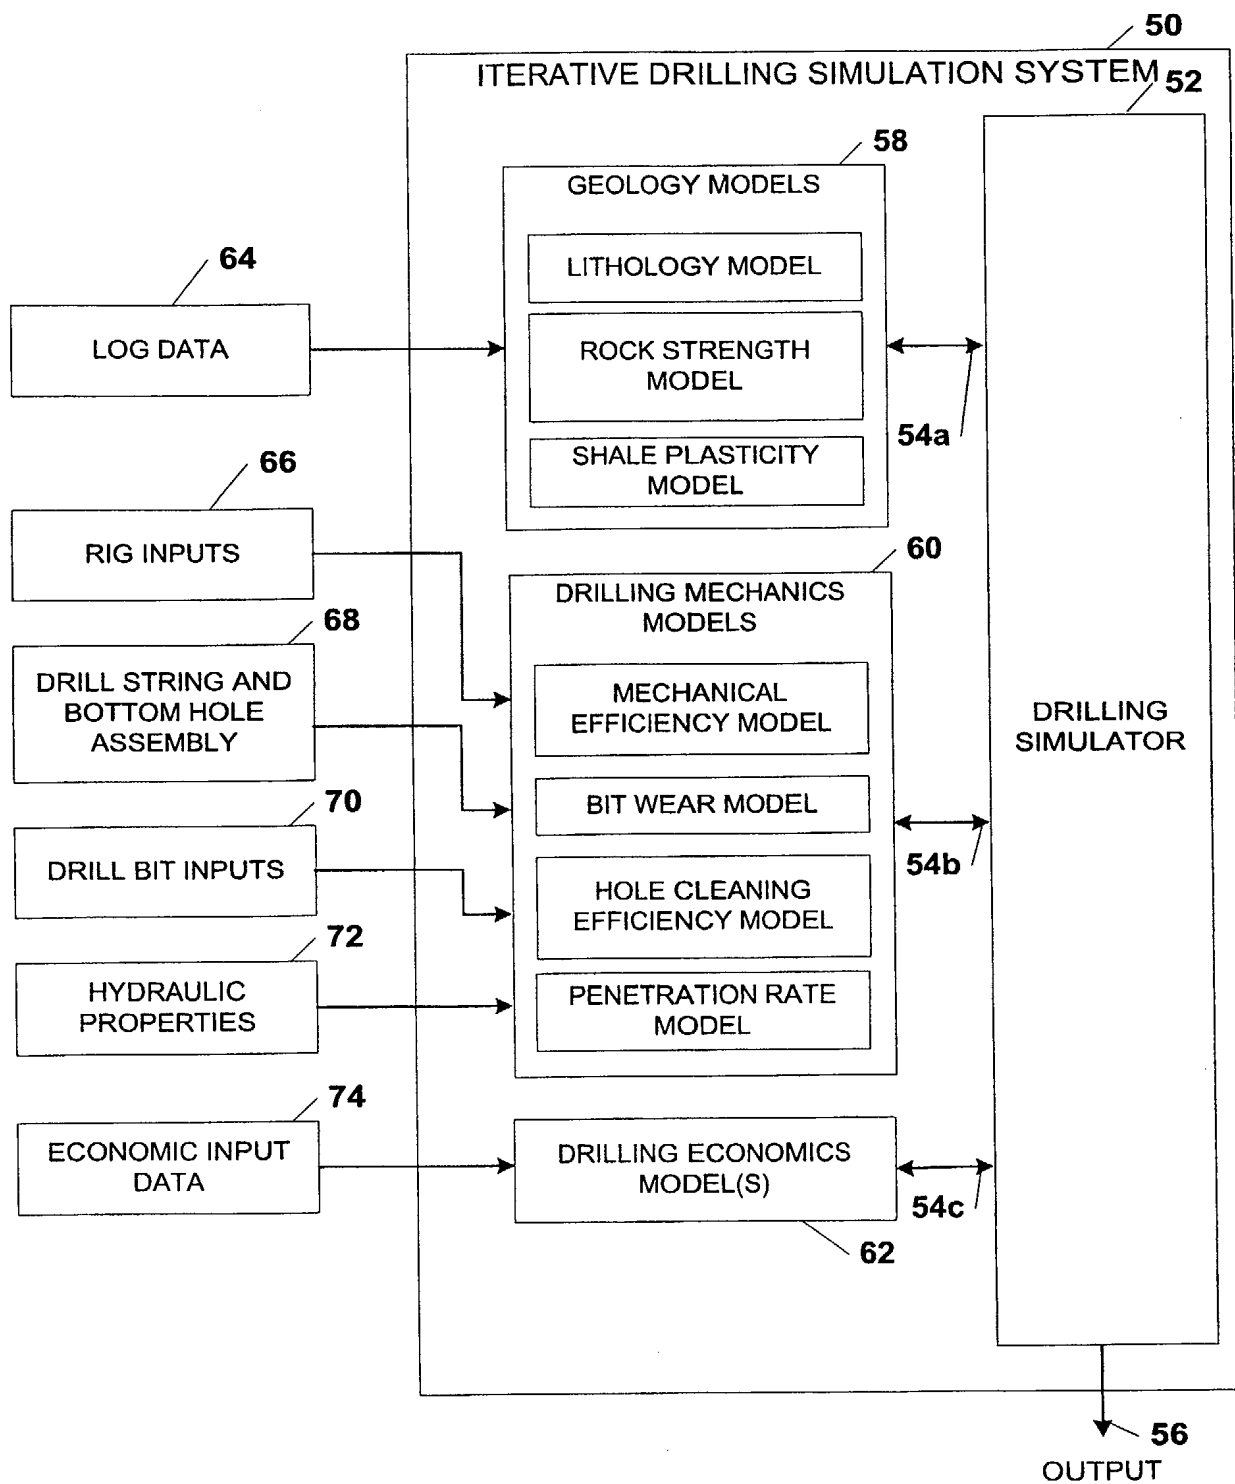 50
ITERATIVE DRILLING SIMULATION SYSTEM
52
58
GEOLOGY MODELS
LITHOLOGY MODEL
ROCK STRENGTH
MODEL
SHALE PLASTICITY
MODEL
64
LOG DATA
54a
66
RIG INPUTS
60
DRILLING MECHANICS
MODELS
68
DRILL STRING AND
BOTTOM HOLE
ASSEMBLY
MECHANICAL
EFFICIENCY MODEL
DRILLING
SIMULATOR
BIT WEAR MODEL
70
DRILL BIT INPUTS
54b
HOLE CLEANING
EFFICIENCY MODEL
72
HYDRAULIC
PROPERTIES
PENETRATION RATE
MODEL
74
ECONOMIC INPUT
DATA
DRILLING ECONOMICS
MODEL(S)
54c
62
56
OUTPUT